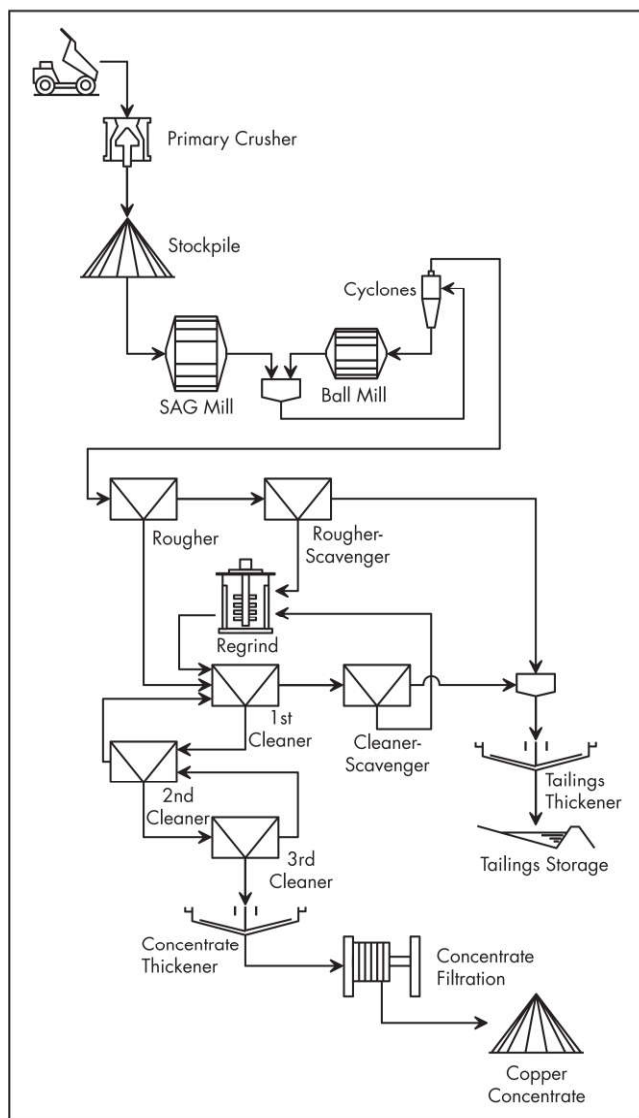 Primary Crusher
Stockpile
Cyclones
SAG Mill
Ball Mill
Rougher
Rougher-
Scavenger
Regrind
1st
Cleaner
Cleaner-
Scavenger
2nd
Cleaner
3rd
Cleaner
Tailings
Thickener
Tailings Storage
Concentrate
Thickener
Concentrate
Filtration
Copper
Concentrate